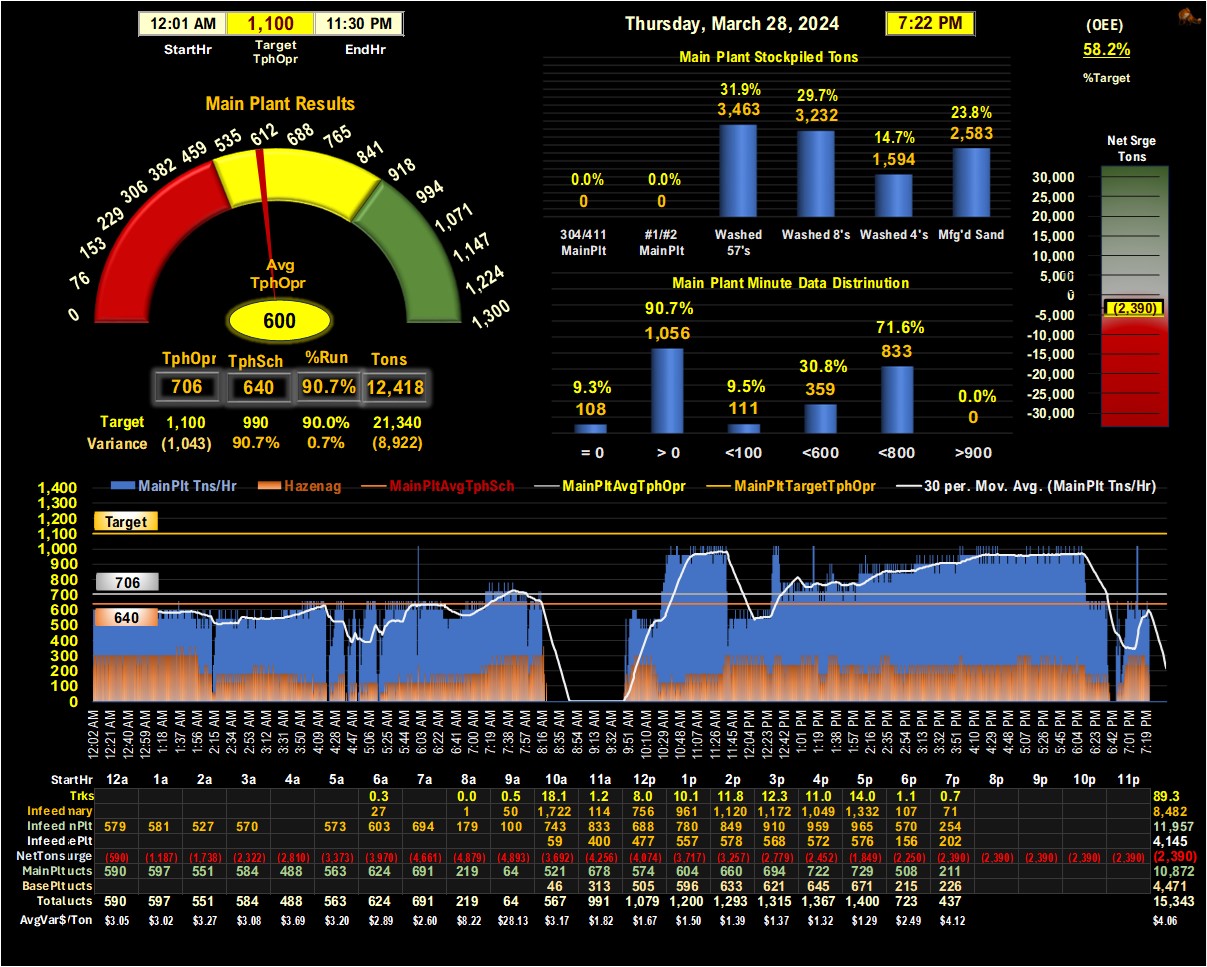 12:01 AM 1,100 11:30 PM
StartHr Target TphOpr EndHr
Thursday, March 28, 2024 7:22 PM
(OEE)
58.2%
%Target
Main Plant Results
0 76 153 229 306 382 459 535 612 688 765 841 918 994 1,071 1,147 1,224 1,300
Avg
TphOpr
600
TphOpr TphSch %Run Tons
706 640 90.7% 12,418
Target 1,100 990 90.0% 21,340
Variance (1,043) 90.7% 0.7% (8,922)
Main Plant Stockpiled Tons
0.0% 0.0% 31.9% 29.7% 14.7% 23.8%
0 0 3,463 3,232 1,594 2,583
304/411 MainPlt #1/#2 MainPlt Washed 57's Washed 8's Washed 4's Mfg'd Sand
Main Plant Minute Data Distrinution
9.3% 90.7% 9.5% 30.8% 71.6% 0.0%
108 1,056 111 359 833 0
= 0 > 0 <100 <600 <800 >900
Net Srge
Tons
30,000
25,000
20,000
15,000
10,000
5,000
0
(2,390)
-5,000
-10,000
-15,000
-20,000
-25,000
-30,000
MainPlt Tns/Hr Hazenag MainPltAvgTphSch MainPltAvgTphOpr MainPltTargetTphOpr 30 per. Mov. Avg. (MainPlt Tns/Hr)
1,400
1,300
1,200
1,100
1,000
900
800
700
600
500
400
300
200
100
0
Target
706
640
12:02 AM 12:21 AM 12:40 AM 12:59 AM 1:18 AM 1:37 AM 1:56 AM 2:15 AM 2:34 AM 2:53 AM 3:12 AM 3:31 AM 3:50 AM 4:09 AM 4:28 AM 4:47 AM 5:06 AM 5:25 AM 5:44 AM 6:03 AM 6:22 AM 6:41 AM 7:00 AM 7:19 AM 7:38 AM 7:57 AM 8:16 AM 8:35 AM 8:54 AM 9:13 AM 9:32 AM 9:51 AM 10:10 AM 10:29 AM 10:48 AM 11:07 AM 11:26 AM 11:45 AM 12:04 PM 12:23 PM 12:42 PM 1:00 PM 1:19 PM 1:38 PM 1:57 PM 2:16 PM 2:35 PM 2:54 PM 3:13 PM 3:32 PM 3:51 PM 4:10 PM 4:29 PM 4:48 PM 5:07 PM 5:26 PM 5:45 PM 6:04 PM 6:23 PM 6:42 PM 7:01 PM 7:19 PM
StartHr 12a 1a 2a 3a 4a 5a 6a 7a 8a 9a 10a 11a 12p 1p 2p 3p 4p 5p 6p 7p 8p 9p 10p 11p
Trks 0.3 0.0 0.5 18.1 1.2 8.0 10.1 11.8 12.3 11.0 14.0 1.1 0.7 89.3
Infeed nary 27 1 50 1,722 114 756 961 1,120 1,172 1,049 1,332 107 71 8,482
Infeed nPlt 579 581 527 570 573 603 694 179 100 743 833 688 780 849 910 959 965 570 254 11,957
Infeed ePlt 59 400 477 557 578 568 572 576 156 202 4,145
NetTons urge (590) (1,187) (1,738) (2,322) (2,810) (3,373) (3,970) (4,661) (4,879) (4,893) (3,692) (4,256) (4,074) (3,717) (3,257) (2,779) (2,452) (1,849) (2,250) (2,390) (2,390) (2,390) (2,390) (2,390) (2,390)
MainPlt ucts 590 597 551 584 488 563 624 691 219 64 521 678 574 604 660 694 722 729 508 211 10,872
BasePlt ucts 46 313 505 596 633 621 645 671 215 226 4,471
Total ucts 590 597 551 584 488 563 624 691 219 64 567 991 1,079 1,200 1,293 1,315 1,367 1,400 723 437 15,343
AvgVar$/Ton $3.05 $3.02 $3.27 $3.08 $3.69 $3.20 $2.89 $2.60 $8.22 $28.13 $3.17 $1.82 $1.67 $1.50 $1.39 $1.37 $1.32 $1.29 $2.49 $4.12 $4.06